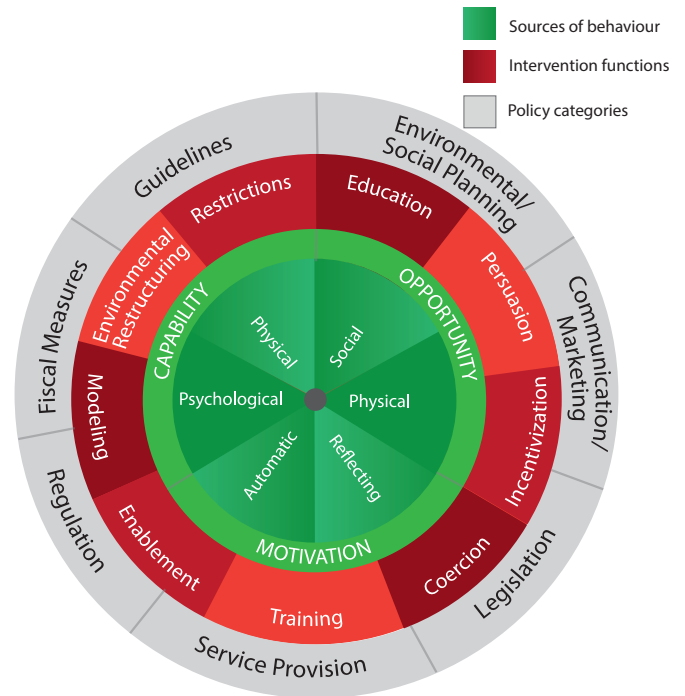 Sources of behaviour
Intervention functions
Policy categories
Guidelines
Environmental/
Social Planning
Communication/
Marketing
Legislation
Service Provision
Regulation
Fiscal Measures
Restrictions
Education
Persuasion
Incentivization
Coercion
Training
Enablement
Modeling
Environmental
Restructuring
CAPABILITY
OPPORTUNITY
MOTIVATION
Physical
Social
Psychological
Physical
Automatic
Reflecting